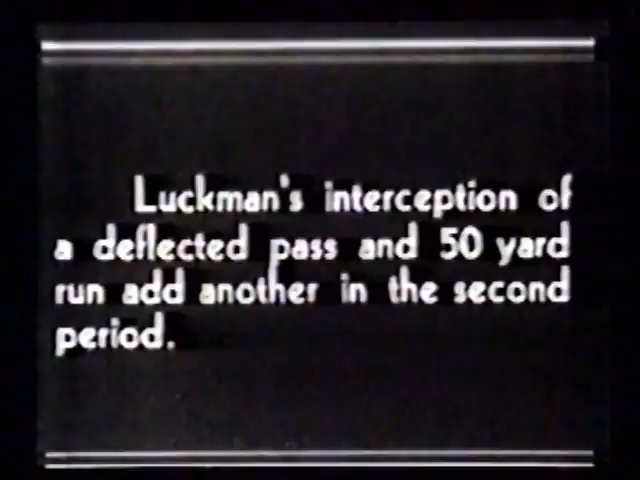 Luckman's interception of
a deflected pass and 50 yard
run add another in the second
period.